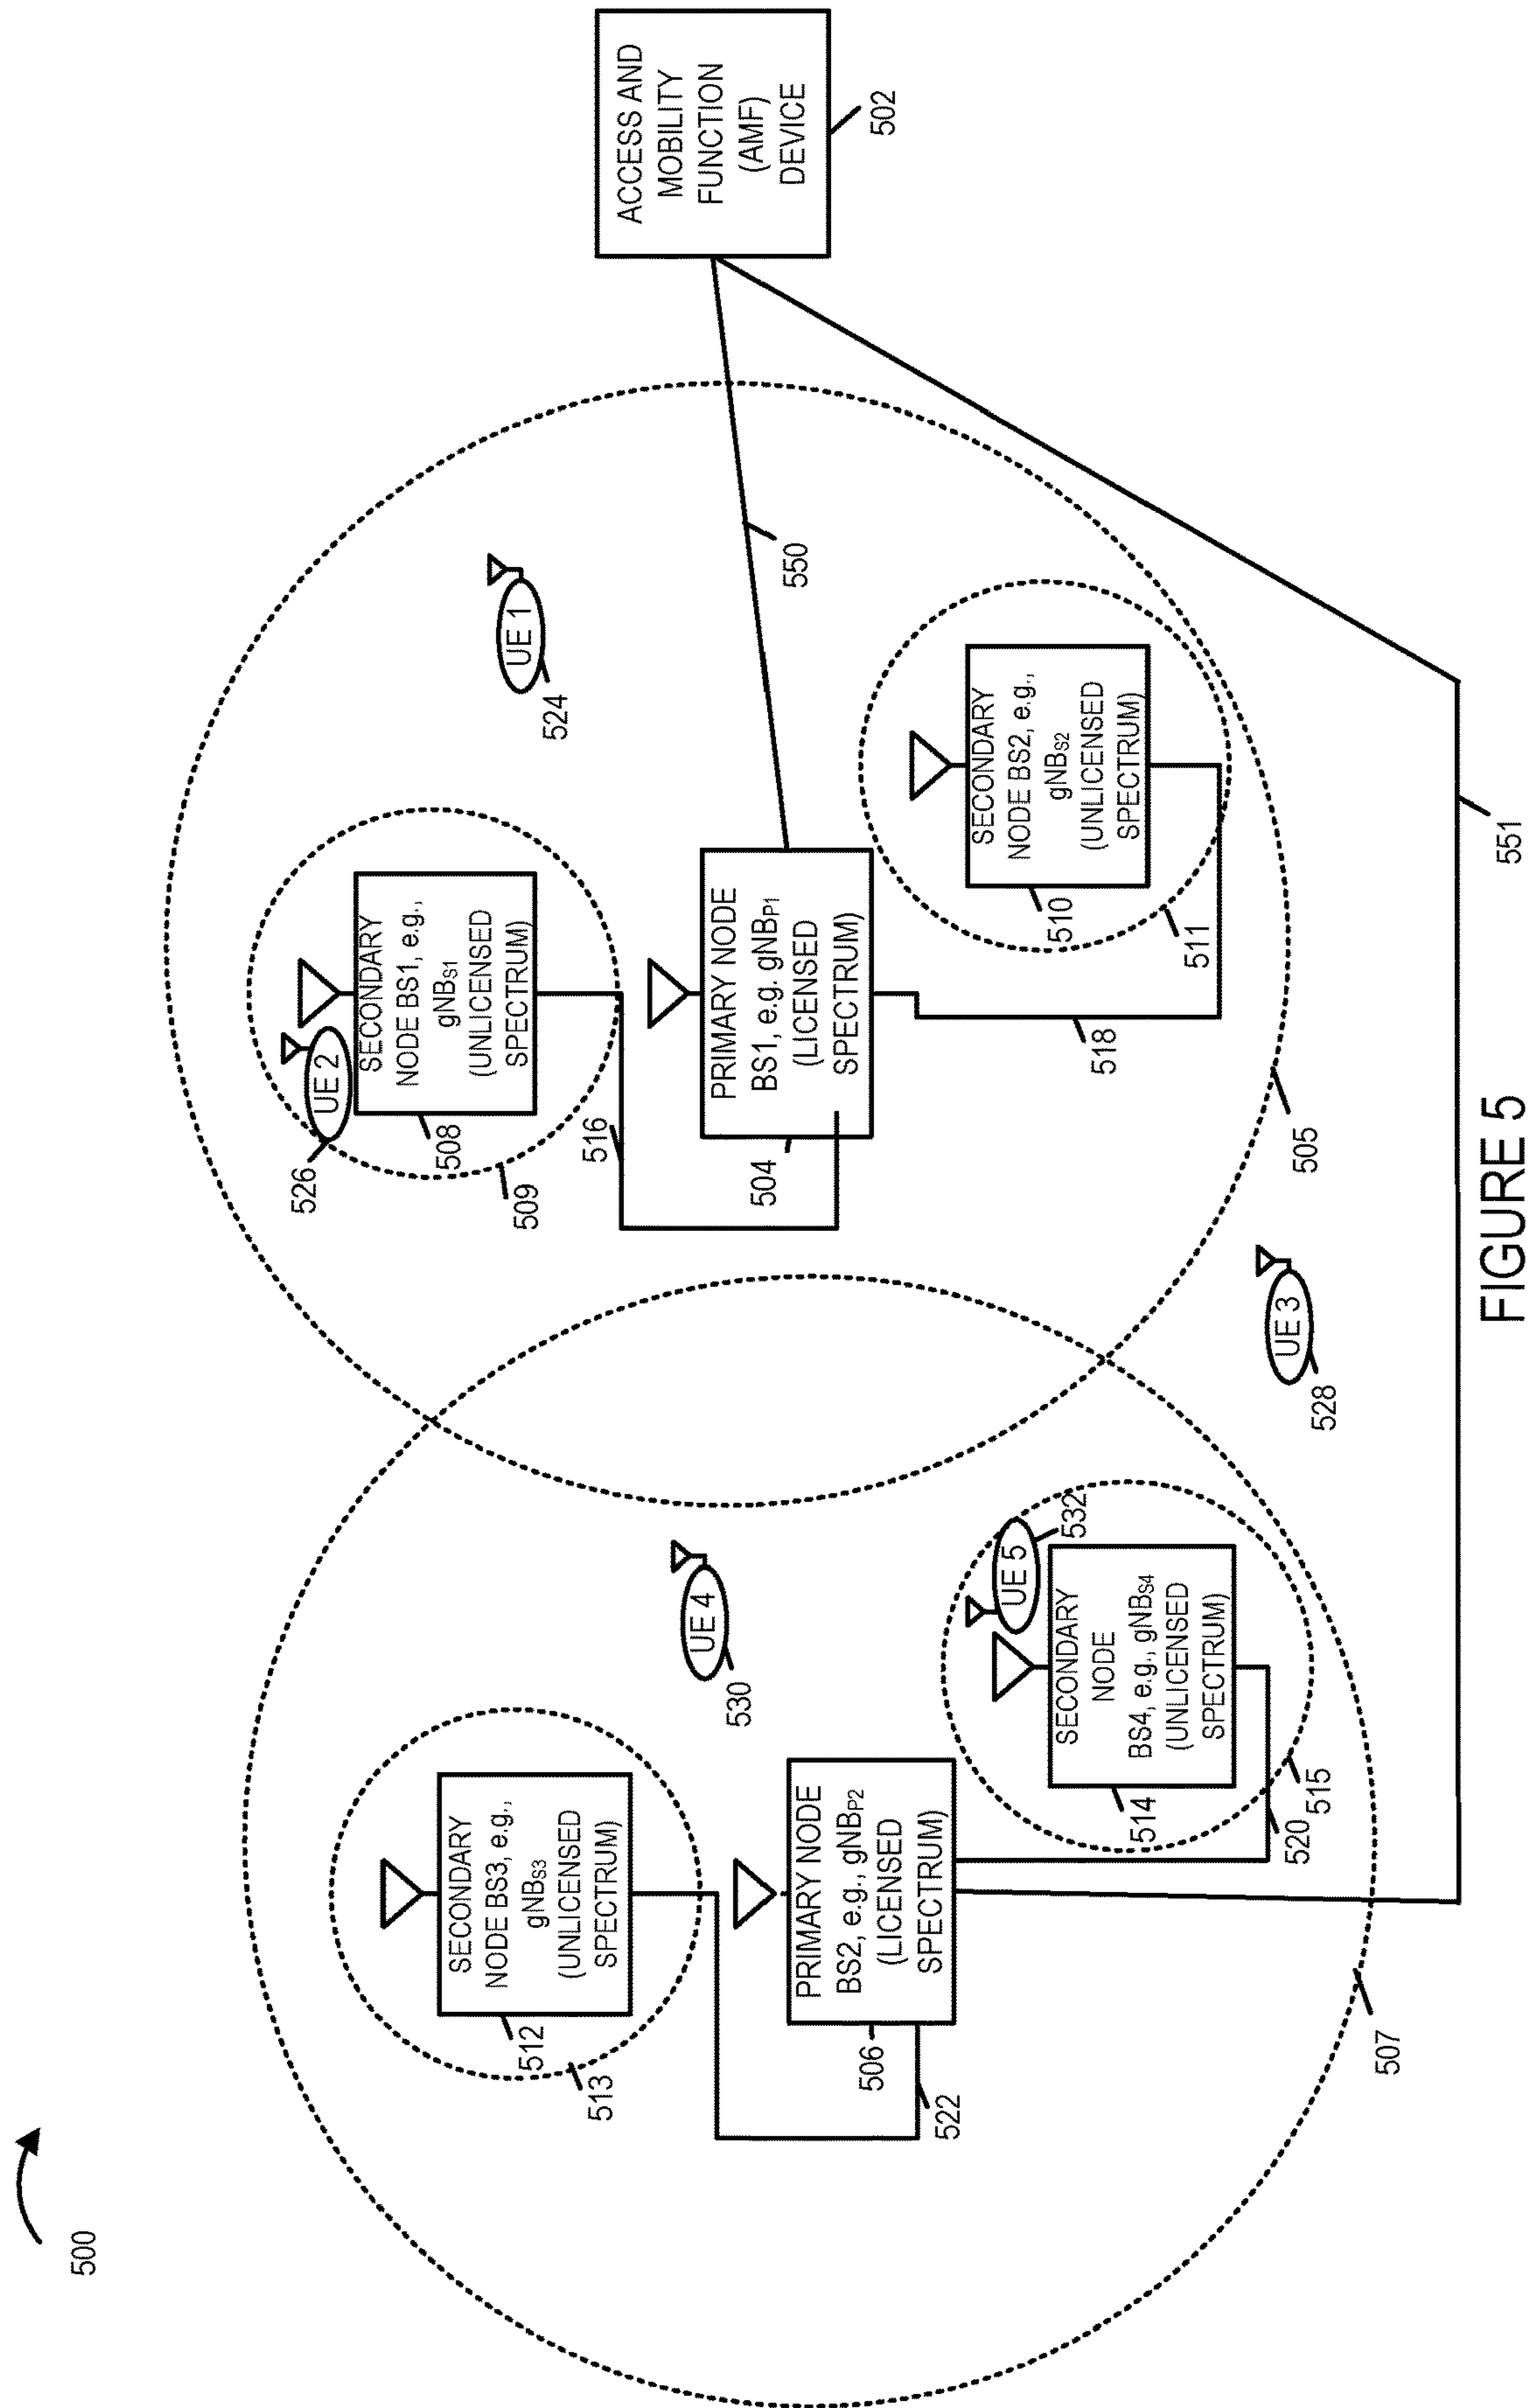 500
ACCESS AND
MOBILITY
FUNCTION
(AMF)
DEVICE
502
SECONDARY
NODE BS3, e.g.,
gNBS3
(UNLICENSED
SPECTRUM)
512
513
UE 2
526
SECONDARY
NODE BS1, e.g.,
gNBS1
(UNLICENSED
SPECTRUM)
508
509
UE 1
524
516
522
PRIMARY NODE
BS2, e.g., gNBP2
(LICENSED
SPECTRUM)
506
UE 4
530
PRIMARY NODE
BS1, e.g. gNBP1
(LICENSED
SPECTRUM)
504
550
UE 5
532
SECONDARY
NODE
BS4, e.g., gNBS4
(UNLICENSED
SPECTRUM)
514
515
520
518
SECONDARY
NODE BS2, e.g.,
gNBS2
(UNLICENSED
SPECTRUM)
510
511
507
UE 3
528
505
551
FIGURE 5